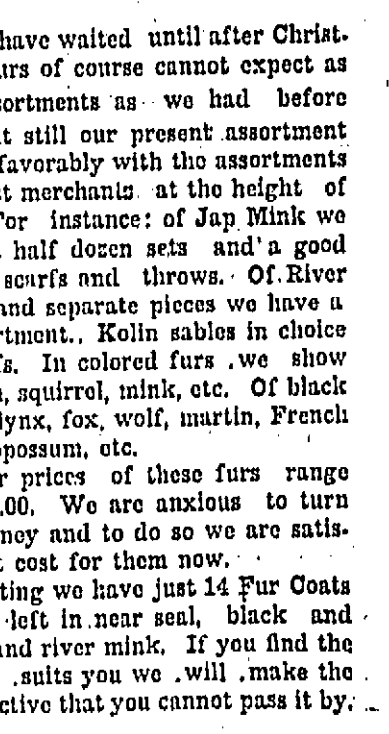 have waited until after Christ-
urs of course cannot expect as
sortments as we had before
t still our present assortment
favorably with the assortments
st merchants at the height of
For instance: of Jap Mink we
half dozen sets and a good
scarfs and throws. Of River
and separate pieces we have a
rtment. Kolin sables in choice
fs. In colored furs we show
, squirrel, mink, etc. Of black
lynx, fox, wolf, martin, French
opossum, etc.
r prices of these furs range
.00. We are anxious to turn
ney and to do so we are satis-
t cost for them now.
ting we have just 14 Fur Coats
left in near seal, black and
and river mink. If you find the
suits you we will make the
ctive that you cannot pass it by.